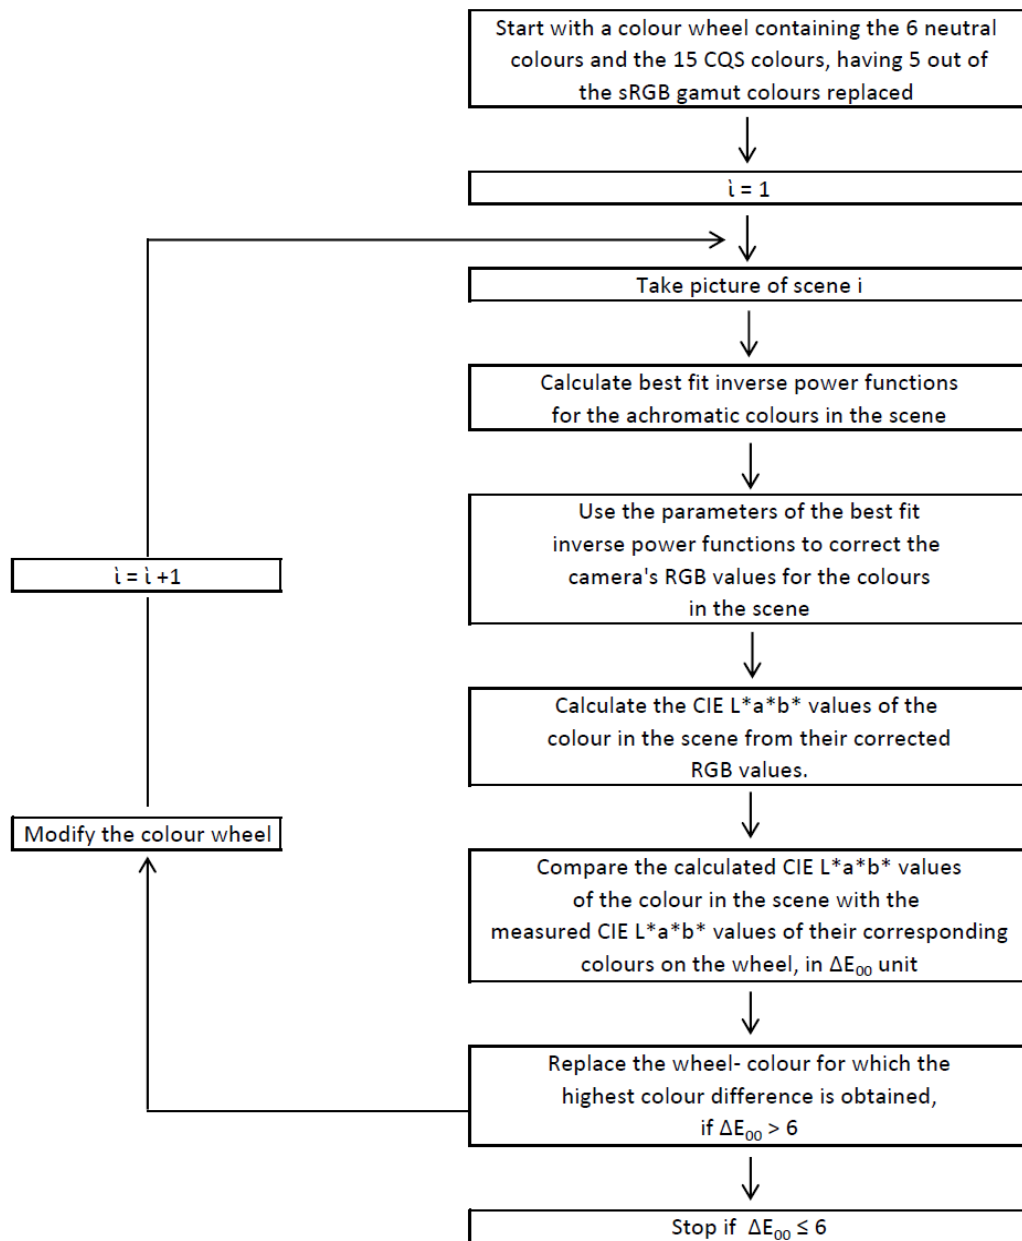 Start with a colour wheel containing the 6 neutral
colours and the 15 CQS colours, having 5 out of
the sRGB gamut colours replaced
i = 1
Take picture of scene i
Calculate best fit inverse power functions
for the achromatic colours in the scene
Use the parameters of the best fit
inverse power functions to correct the
camera's RGB values for the colours
in the scene
Calculate the CIE L*a*b* values of the
colour in the scene from their corrected
RGB values.
Compare the calculated CIE L*a*b* values
of the colour in the scene with the
measured CIE L*a*b* values of their corresponding
colours on the wheel, in ΔE₀₀ unit
Replace the wheel- colour for which the
highest colour difference is obtained,
if ΔE₀₀ > 6
Stop if ΔE₀₀ ≤ 6
Modify the colour wheel
i = i +1